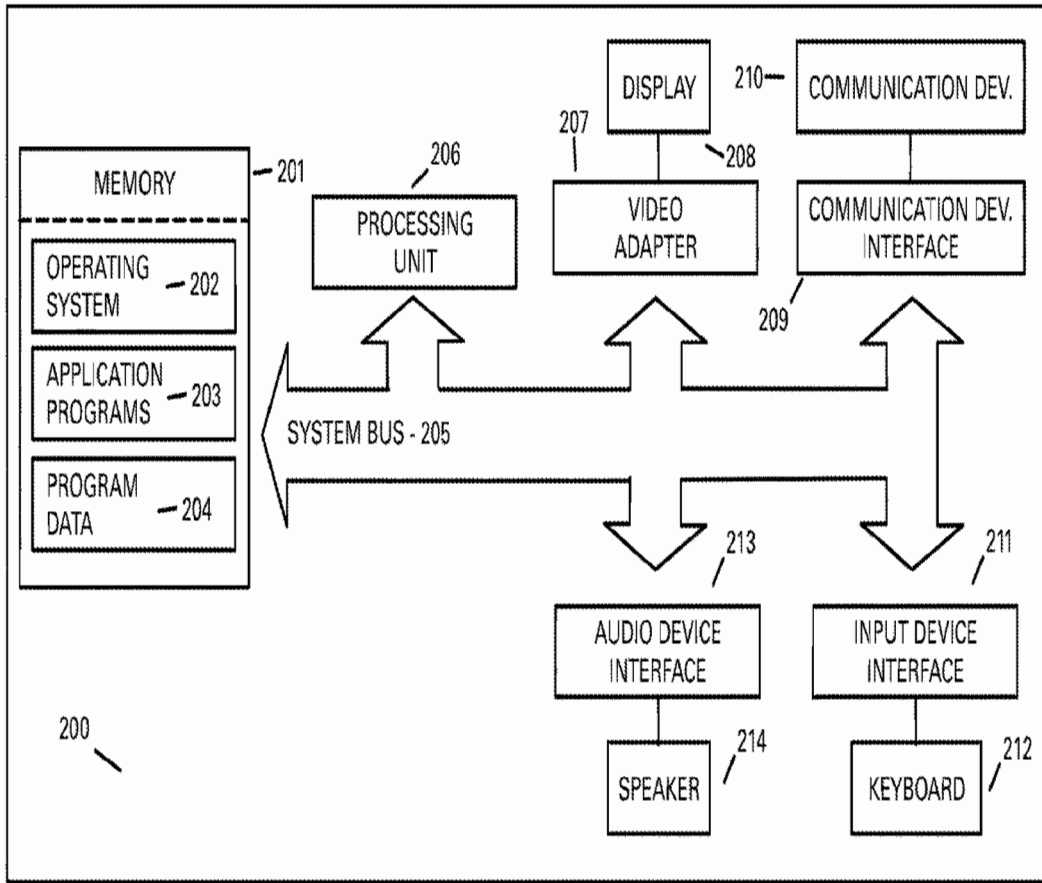 DISPLAY
210
COMMUNICATION DEV.
207
208
201
206
MEMORY
PROCESSING
UNIT
VIDEO
ADAPTER
COMMUNICATION DEV.
INTERFACE
OPERATING
SYSTEM
202
209
APPLICATION
PROGRAMS
203
SYSTEM BUS - 205
PROGRAM
DATA
204
213
211
AUDIO DEVICE
INTERFACE
INPUT DEVICE
INTERFACE
200
214
212
SPEAKER
KEYBOARD